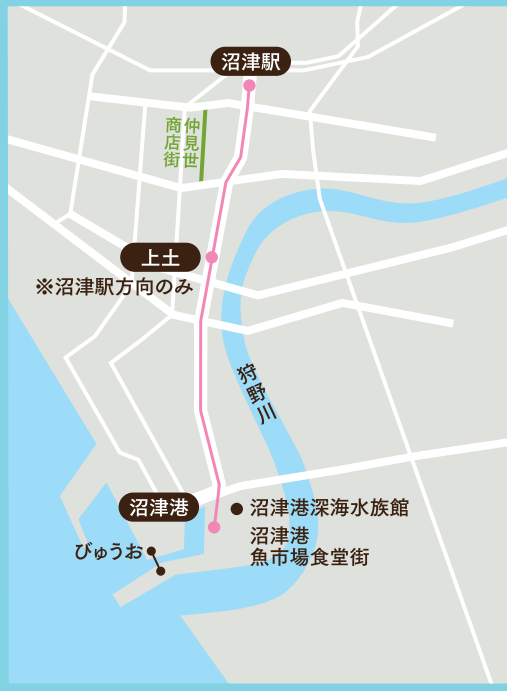 沼津駅
仲見世
商店街
上土
※沼津駅方向のみ
狩野川
沼津港
沼津港深海水族館
沼津港
魚市場食堂街
びゅうお